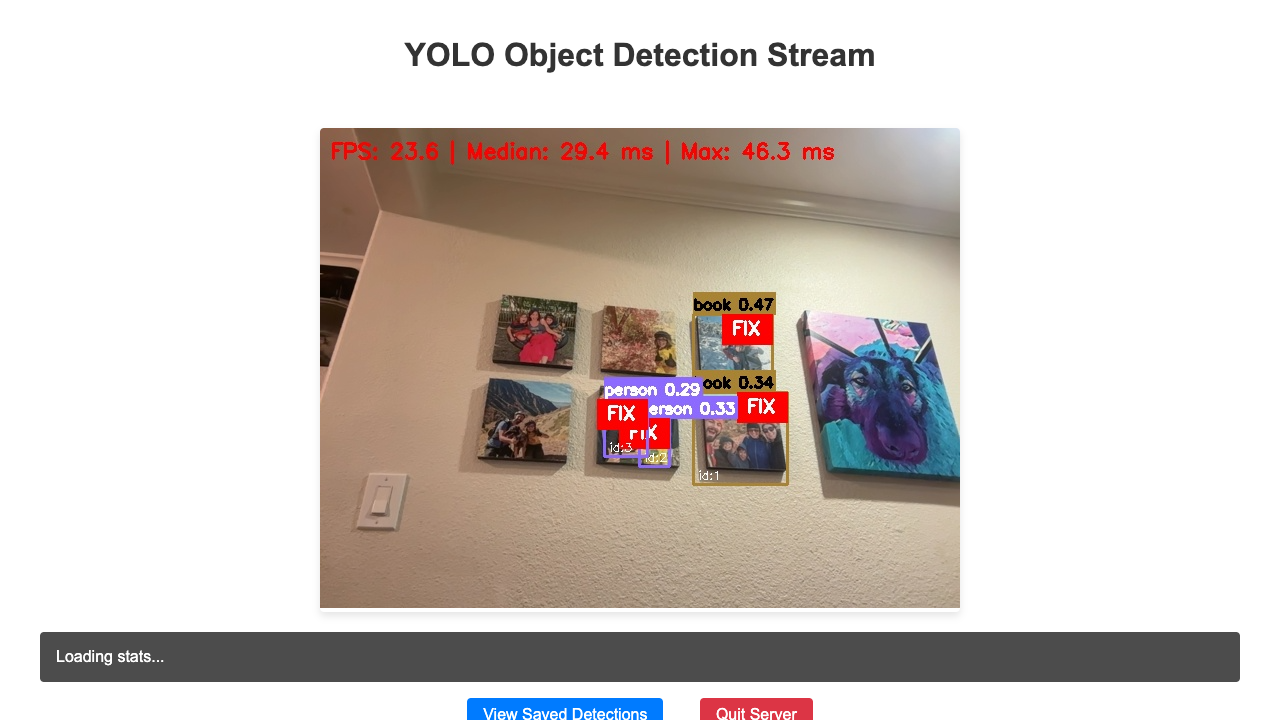 YOLO Object Detection Stream
FPS: 23.6 | Median: 29.4 ms | Max: 46.3 ms
book 0.47
FIX
book 0.34
FIX
person 0.29
person 0.33
FIX
FIX
id:3
id:2
id:1
Loading stats...
View Saved Detections
Quit Server